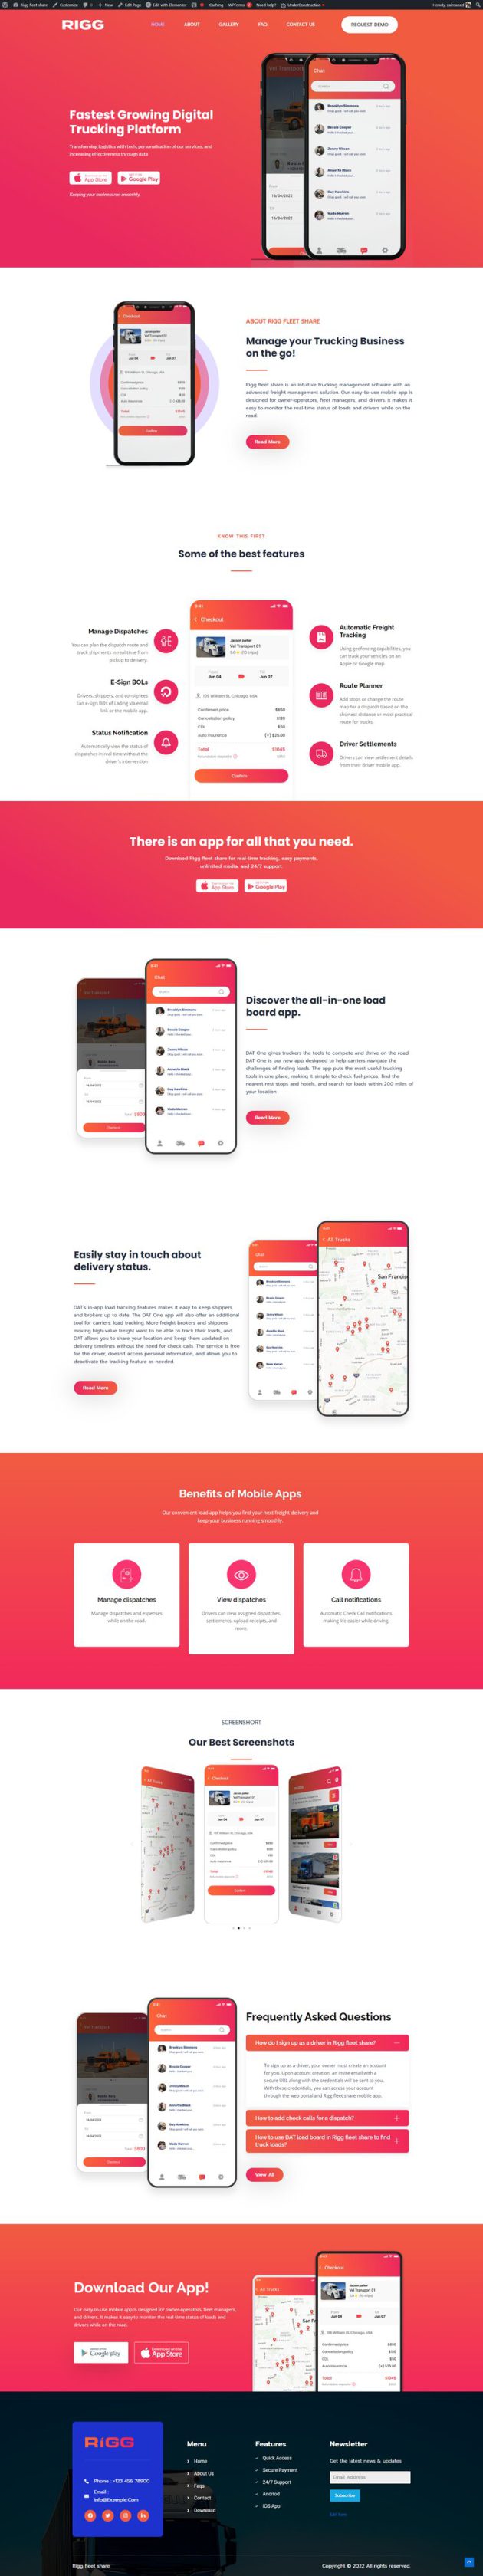 Rigg fleet share
Customize
New
Edit Page
Edit with Elementor
Caching
WPForms
Need help?
UnderConstruction
RIGG
HOME
ABOUT
GALLERY
FAQ
CONTACT US
REQUEST DEMO
Fastest Growing Digital
Trucking Platform
Transforming logistics with tech, personalisation of our services, and
increasing effectiveness through data
App Store
Google Play
Keeping your business run smoothly.
Chat
ABOUT RIGG FLEET SHARE
Manage your Trucking Business
on the go!
Rigg fleet share is an intuitive trucking management software with an
advanced freight management solution. Our easy-to-use mobile app is
designed for owner-operators, fleet managers, and drivers. It makes it
easy to monitor the real-time status of loads and drivers while on the
road.
Read More
KNOW THIS FIRST
Some of the best features
Manage Dispatches
You can plan the dispatch route and
track shipments in real time from
pickup to delivery.
E-Sign BOLs
Drivers, shippers, and consignees
can e-sign Bills of Lading via email
link or the mobile app.
Status Notification
Automatically view the status of
dispatches in real time without the
driver's intervention
Checkout
Jun 04
Jun 07
Confirmed price
Cancellation policy
Auto insurance
Total
Confirm
Automatic Freight
Tracking
Using geofencing capabilities, you
can track your vehicles on an
Apple or Google map.
Route Planner
Add stops or change the route
map for a dispatch based on the
shortest distance or most practical
route for trucks.
Driver Settlements
Drivers can view settlement details
from their driver mobile app.
There is an app for all that you need.
Download Rigg fleet share for real-time tracking, easy payments,
unlimited media, and 24/7 support
App Store
Google Play
Chat
Discover the all-in-one load
board app.
DAT One gives truckers the tools to compete and thrive on the road.
DAT One is our new app designed to help carriers navigate the
challenges of finding loads. The app puts the most useful trucking
tools in one place, making it simple to check fuel prices, find the
nearest rest stops and hotels, and search for loads within 200 miles of
your location.
Read More
Easily stay in touch about
delivery status.
DAT's in-app load tracking features makes it easy to keep shippers
and brokers up to date. The DAT One app will also offer an additional
tool for carriers: load tracking. More freight brokers and shippers
moving high-value freight want to be able to track their loads, and
DAT allows you to share your location and keep them updated on
delivery timelines without the need for check calls. The service is free
for the driver, doesn't access personal information, and allows you to
deactivate the tracking feature as needed.
Read More
Chat
All Trucks
San Francis
Benefits of Mobile Apps
Our convenient load app helps you find your next freight delivery and
keep your business running smoothly.
Manage dispatches
Manage dispatches and expenses
while on the road.
View dispatches
Drivers can view assigned dispatches,
settlements, upload receipts, and
more.
Call notifications
Automatic Check Call notifications
making life easier while driving
SCREENSHORT
Our Best Screenshots
Checkout
Chat
Frequently Asked Questions
How do I sign up as a driver in Rigg fleet share?
To sign up as a driver, your owner must create an account
for you. Upon account creation, an invite email with a
secure URL along with the credentials will be sent to you.
With these credentials, you can access your account
through the web portal and Rigg fleet share mobile app.
How to add check calls for a dispatch?
How to use DAT load board in Rigg fleet share to find
truck loads?
View All
Download Our App!
Our easy-to-use mobile app is designed for owner-operators, fleet managers,
and drivers. It makes it easy to monitor the real-time status of loads and
drivers while on the road.
Google play
App Store
All Trucks
Checkout
RIGG
Phone : +123 456 78900
Email :
Info@Example.Com
Menu
Home
About Us
Faqs
Contact
Download
Features
Quick Access
Secure Payment
24/7 Support
Andriod
IOS App
Newsletter
Get the latest news & updates
Email Address
Subscribe
Rigg fleet share
Copyright © 2022 All rights reserved.